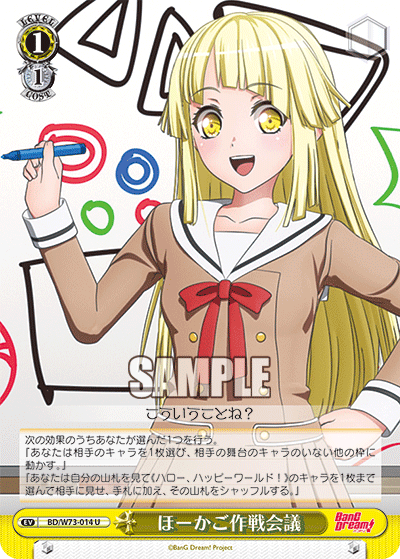 LEVEL
1
1
COST
SAMPLE
こういうことね？
次の効果のうちあなたが選んだ1つを行う。
『あなたは相手のキャラを1枚選び、相手の舞台のキャラのいない他の枠に
動かす。』
『あなたは自分の山札を見て《ハロー、ハッピーワールド！》のキャラを1枚まで
選んで相手に見せ、手札に加え、その山札をシャッフルする。』
EV BD/W73-014 U ほーかご作戦会議 BanG Dream!
©BanG Dream! Project